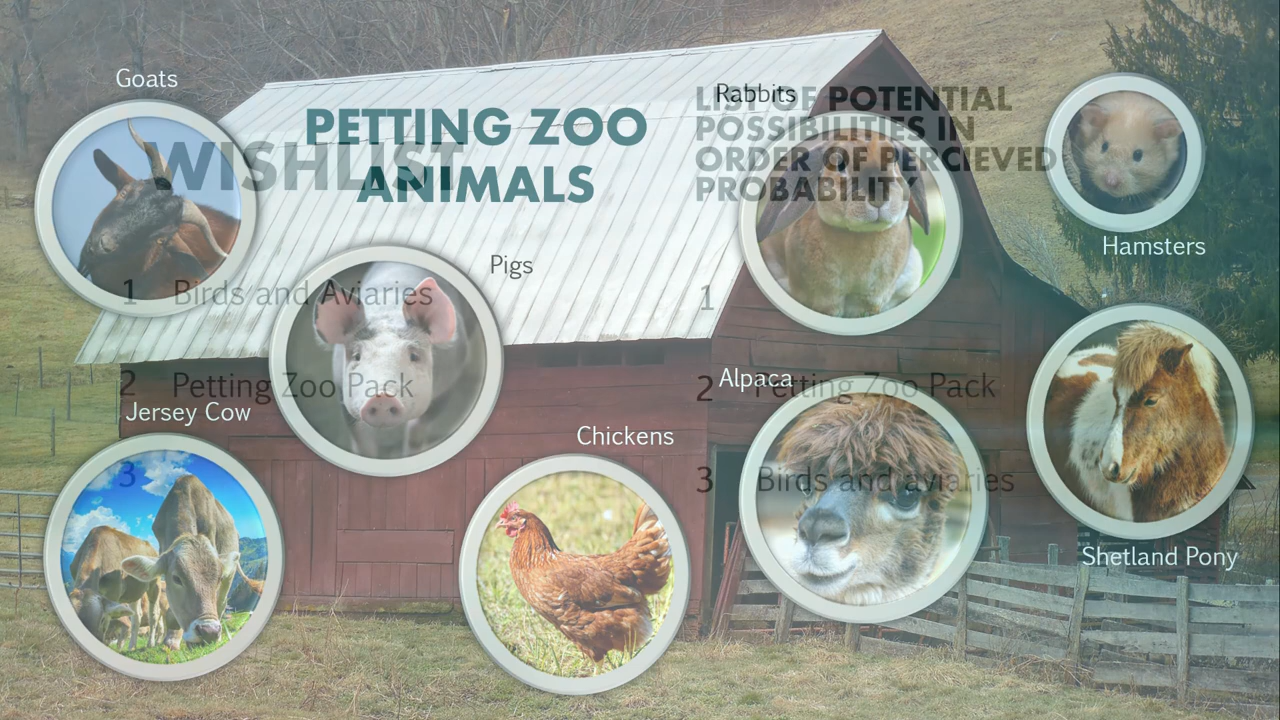 Goats
PETTING ZOO
ANIMALS
Rabbits
Hamsters
Pigs
Jersey Cow
Chickens
Alpaca
Shetland Pony
WISHLIST
1 Birds and Aviaries
2 Petting Zoo Pack
3
LIST OF POTENTIAL
POSSIBILITIES IN
ORDER OF PERCIEVED
PROBABILIT
1
2 Petting Zoo Pack
3 Birds and aviaries